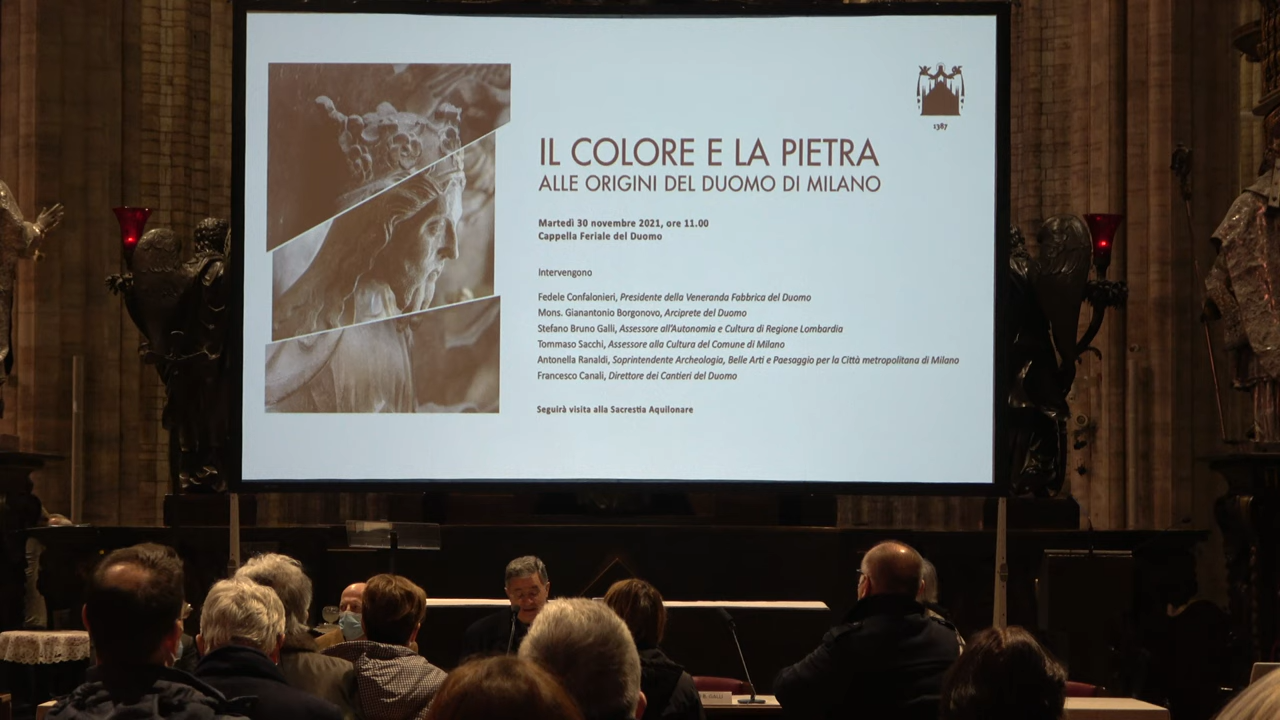 1387
IL COLORE E LA PIETRA
ALLE ORIGINI DEL DUOMO DI MILANO
Martedì 30 novembre 2021, ore 11.00
Cappella Feriale del Duomo
Intervengono
Fedele Confalonieri, Presidente della Veneranda Fabbrica del Duomo
Mons. Gianantonio Borgonovo, Arciprete del Duomo
Stefano Bruno Galli, Assessore all'Autonomia e Cultura di Regione Lombardia
Tommaso Sacchi, Assessore alla Cultura del Comune di Milano
Antonella Ranaldi, Soprintendente Archeologia, Belle Arti e Paesaggio per la Città metropolitana di Milano
Francesco Canali, Direttore dei Cantieri del Duomo
Seguirà visita alla Sacrestia Aquilonare
GALLI